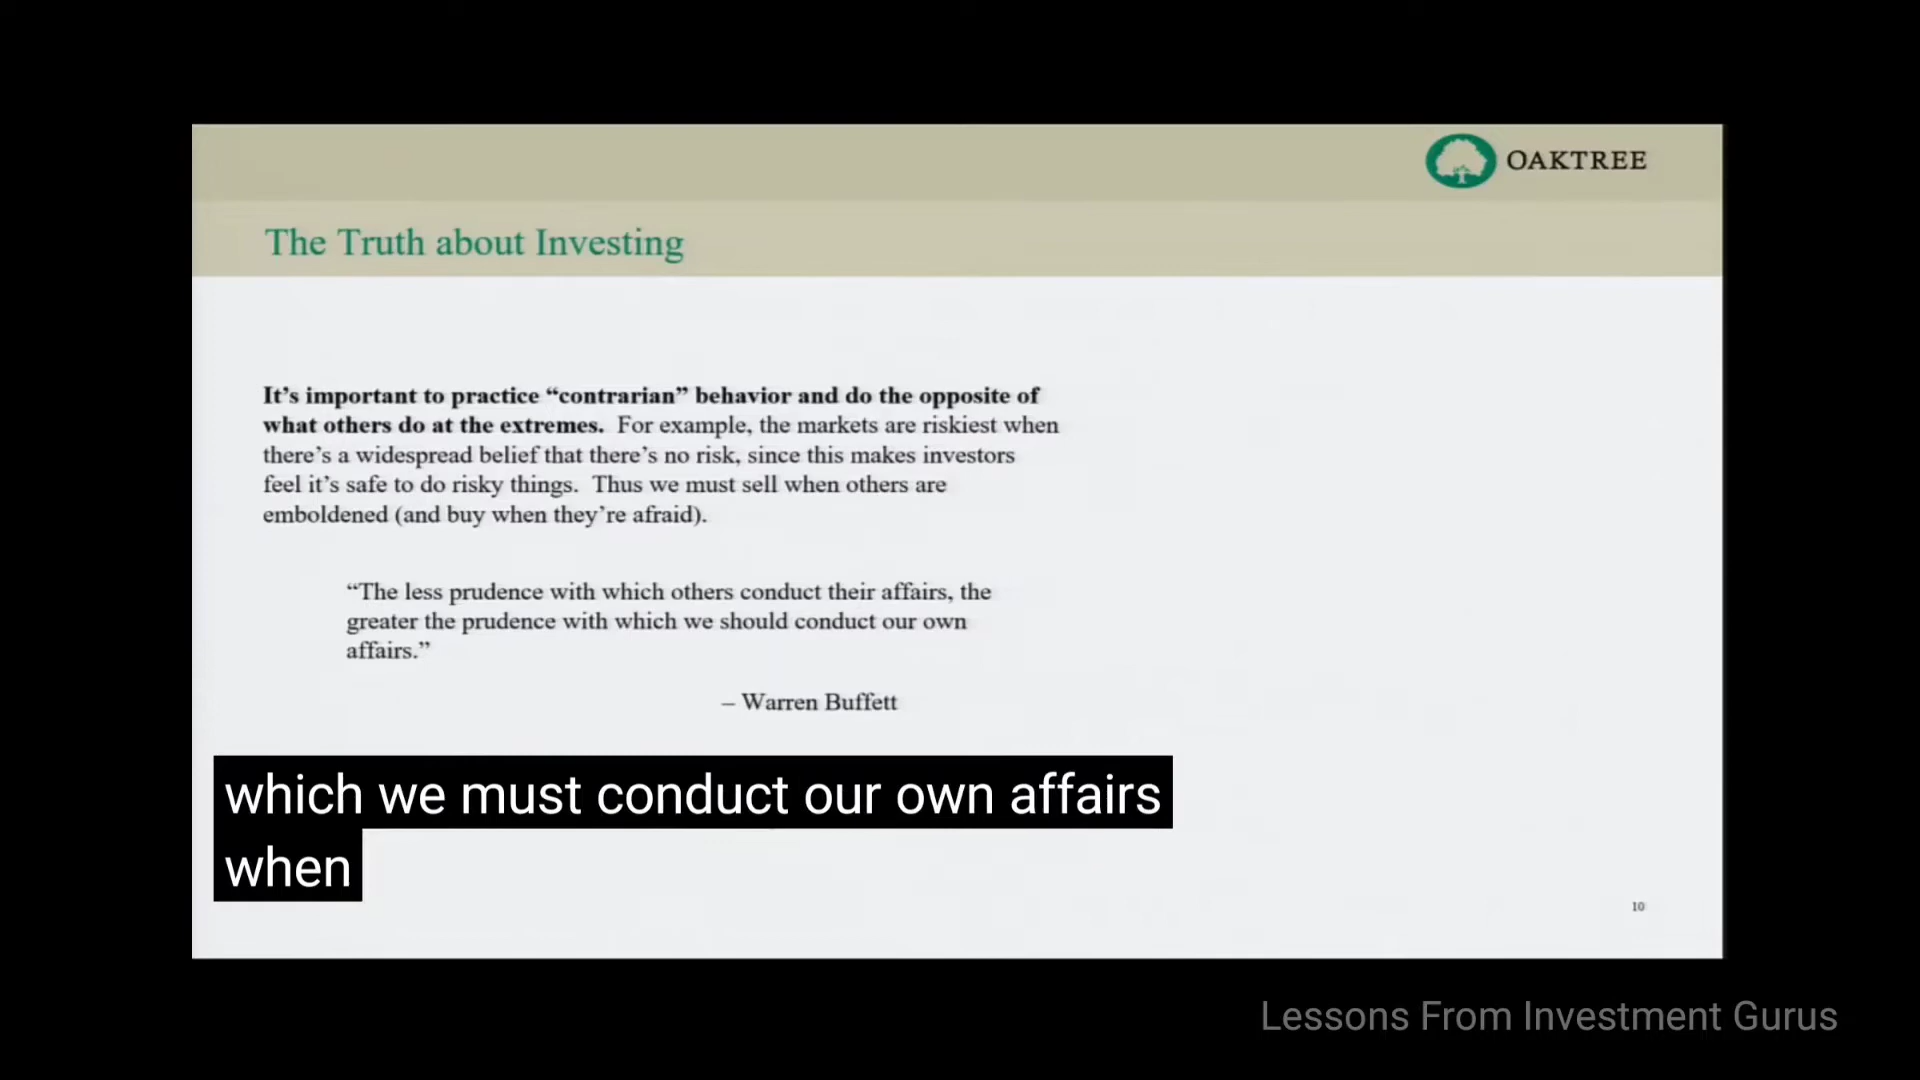 OAKTREE
The Truth about Investing
It’s important to practice “contrarian” behavior and do the opposite of
what others do at the extremes. For example, the markets are riskiest when
there’s a widespread belief that there’s no risk, since this makes investors
feel it’s safe to do risky things. Thus we must sell when others are
emboldened (and buy when they’re afraid).
“The less prudence with which others conduct their affairs, the
greater the prudence with which we should conduct our own
affairs.”
– Warren Buffett
which we must conduct our own affairs
when
10
Lessons From Investment Gurus